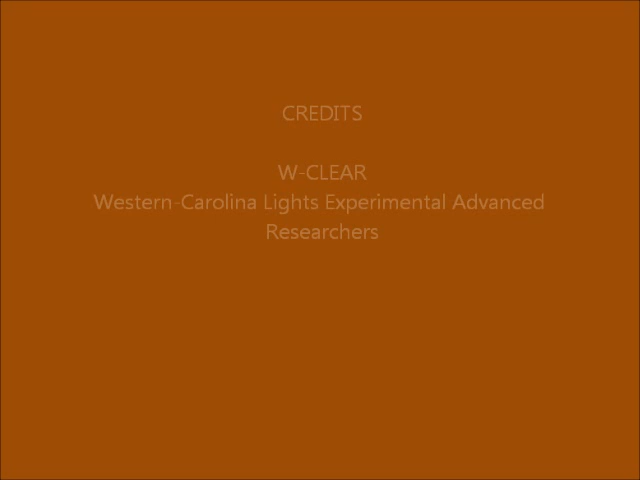 CREDITS
W-CLEAR
Western-Carolina Lights Experimental Advanced
Researchers